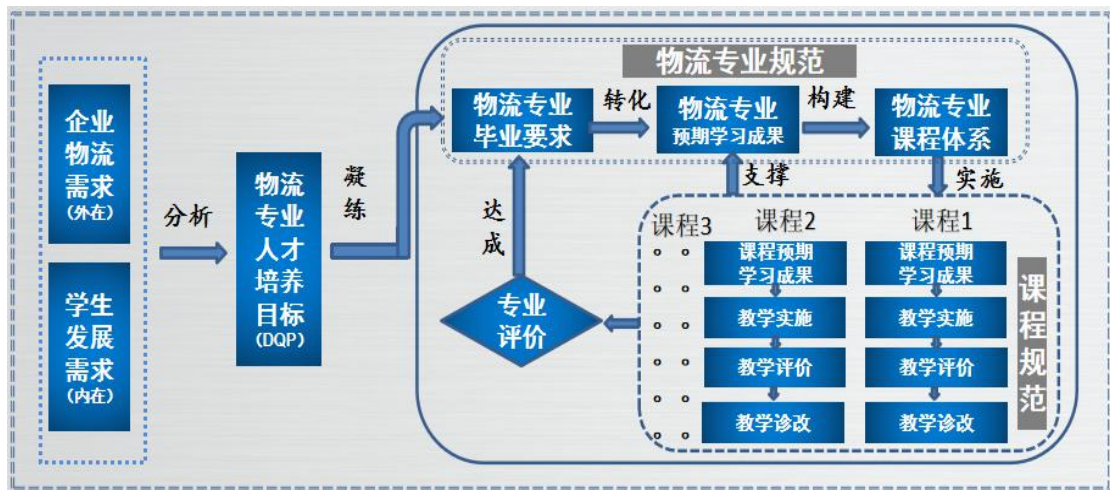 企业
物流
需求
(外在)
学生
发展
需求
(内在)
分析
物流
专业
人才
培养
目标
(DQP)
凝
练
物流专业规范
物流专业
毕业要求
转化
物流专业
预期学习成果
构建
物流专业
课程体系
达
成
支撑
实施
专业
评价
课程3
课程2
课程预期
学习成果
教学实施
教学评价
教学诊改
课程1
课程预期
学习成果
教学实施
教学评价
教学诊改
课
程
规
范